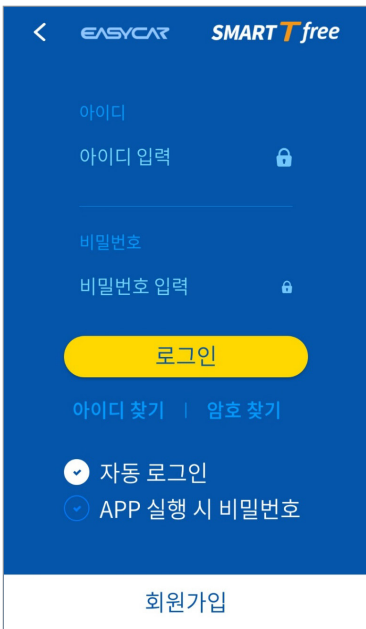 EASYCAR SMART T free
아이디
아이디 입력
비밀번호
비밀번호 입력
로그인
아이디 찾기 | 암호 찾기
자동 로그인
APP 실행 시 비밀번호
회원가입